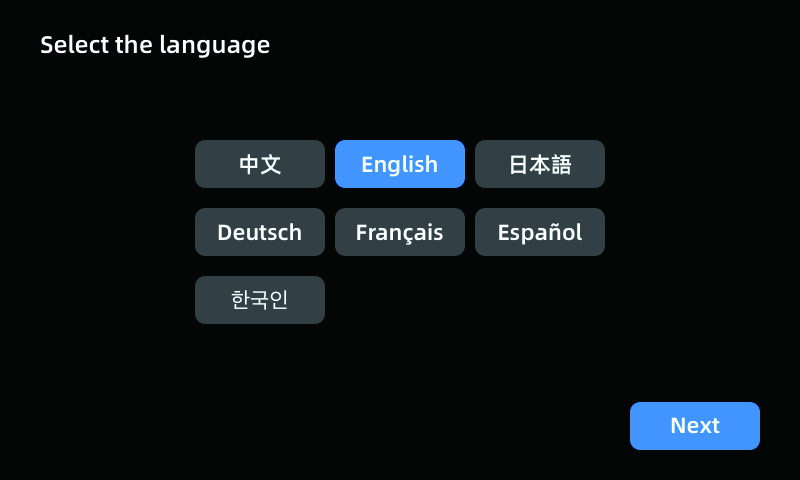 Select the language
中文 English 日本語
Deutsch Français Español
한국인
Next